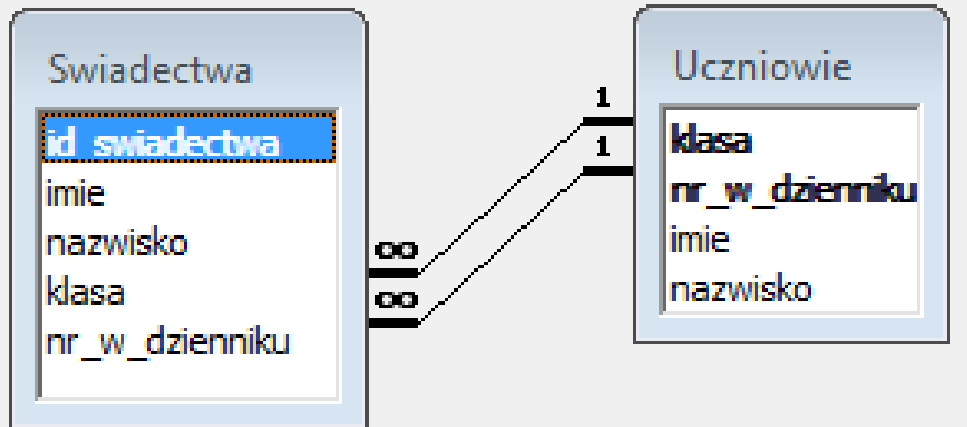 Swiadectwa
id_swiadectwa
imie
nazwisko
klasa
nr_w_dzienniku
∞
∞
1
1
Uczniowie
klasa
nr_w_dzienniku
imie
nazwisko